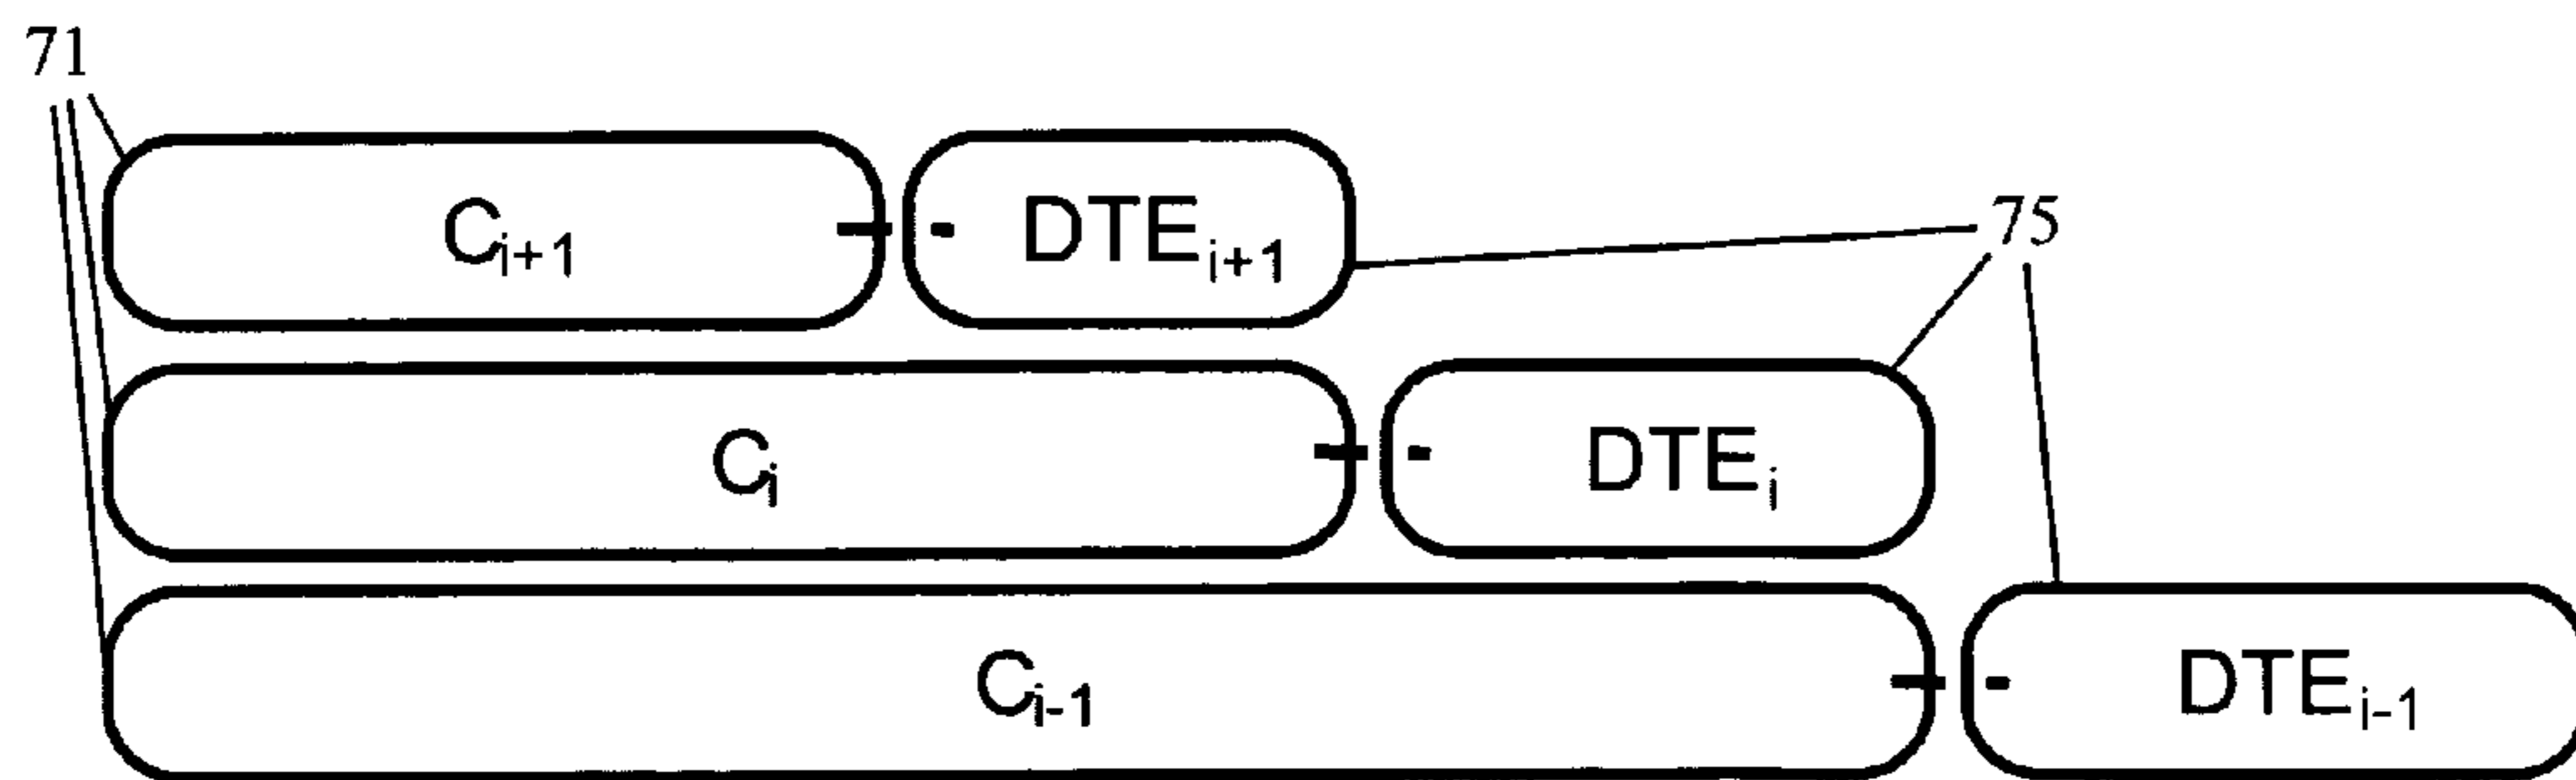 71
C_{i+1} DTE_{i+1}
75
C_i DTE_i
C_{i-1} DTE_{i-1}